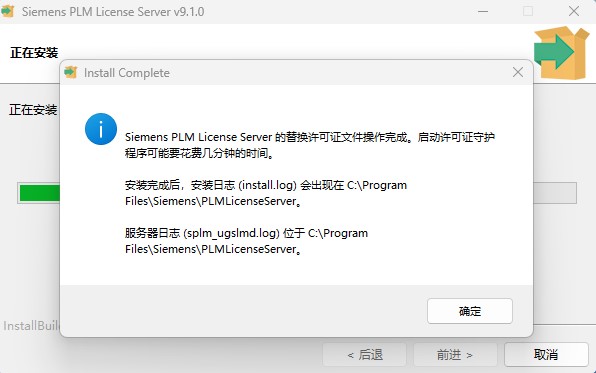 Siemens PLM License Server v9.1.0
正在安装
正在安装
Install Complete
Siemens PLM License Server 的替换许可证文件操作完成。启动许可证守护
程序可能要花费几分钟的时间。
安装完成后，安装日志 (install.log) 会出现在 C:\Program
Files\Siemens\PLMLicenseServer。
服务器日志 (splm_ugslmd.log) 位于 C:\Program
Files\Siemens\PLMLicenseServer。
确定
InstallBuil
< 后退
前进 >
取消